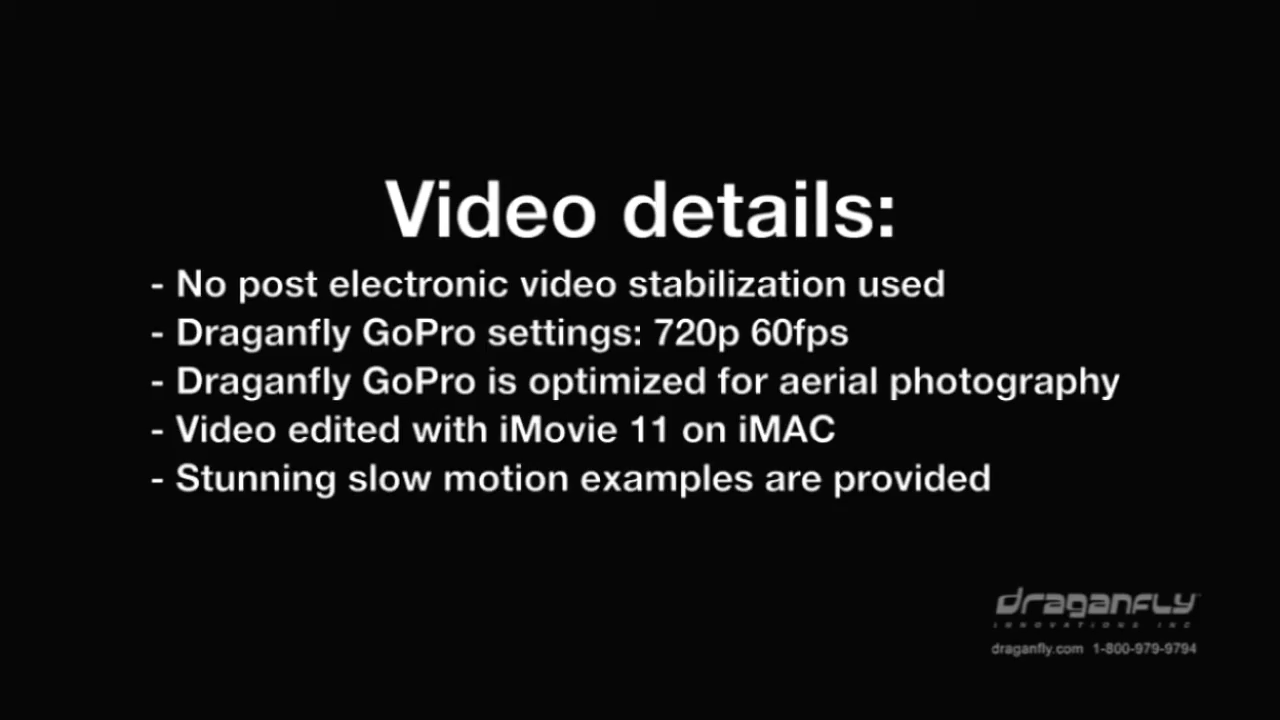 Video details:
- No post electronic video stabilization used
- Draganfly GoPro settings: 720p 60fps
- Draganfly GoPro is optimized for aerial photography
- Video edited with iMovie 11 on iMAC
- Stunning slow motion examples are provided
draganfly
INNOVATIONS INC
draganfly.com 1-800-979-9794